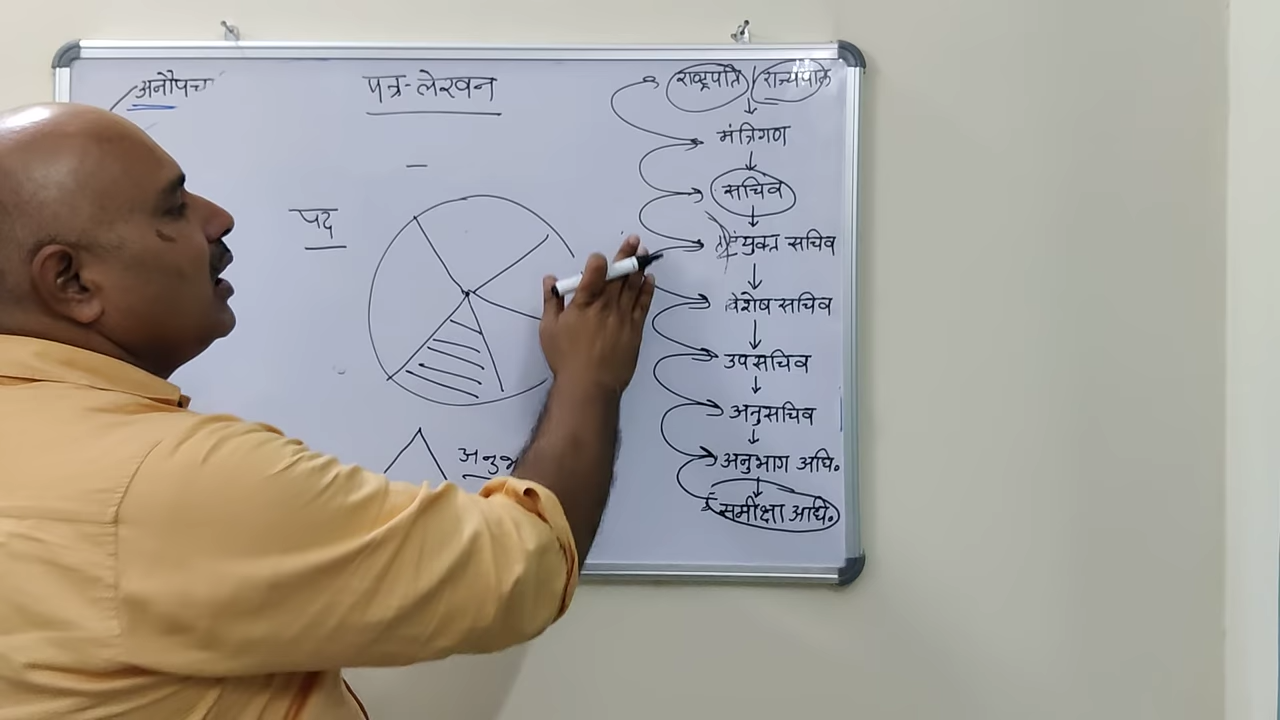 अनौपचा
पत्र-लेखन
पद
अनुभ
राष्ट्रपति / राज्यपाल
मंत्रिगण
सचिव
संयुक्त सचिव
विशेष सचिव
उपसचिव
अनुसचिव
अनुभाग अधि.
समीक्षा अधि.